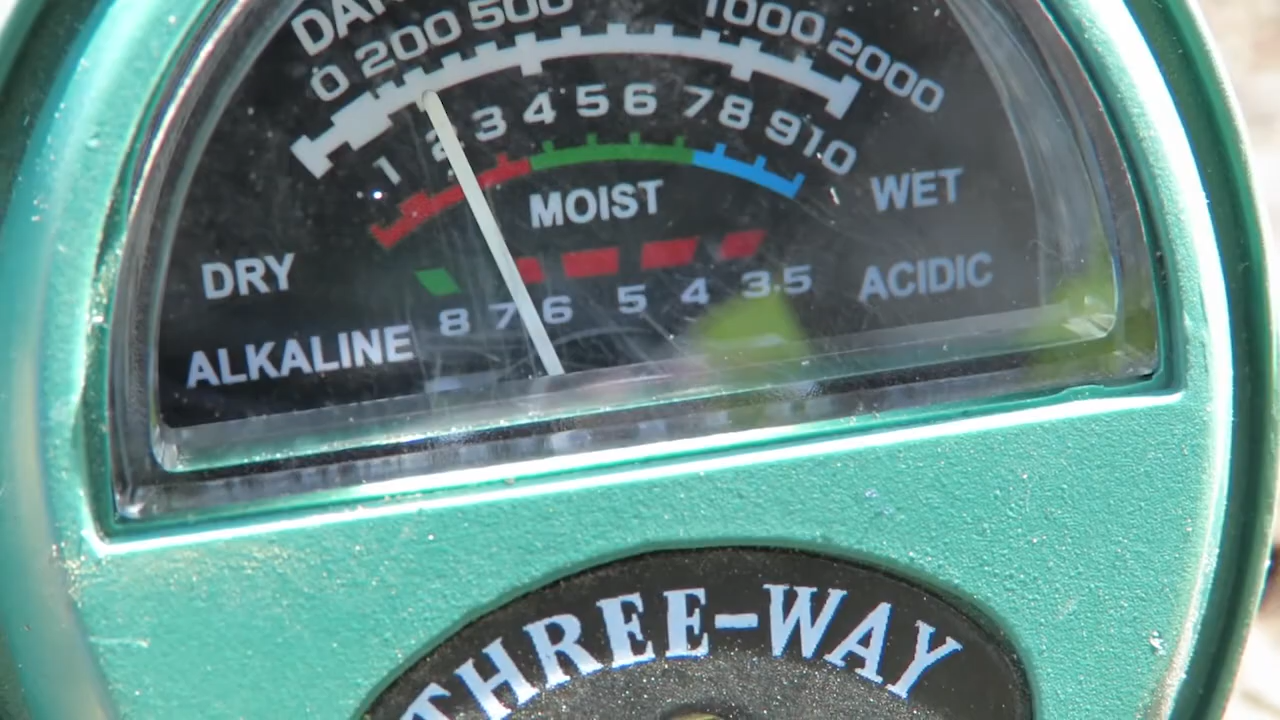 DAR
0 200 500 1000 2000
1 2 3 4 5 6 7 8 9 10
MOIST
WET
DRY
ACIDIC
8 7 6 5 4 3.5
ALKALINE
THREE-WAY